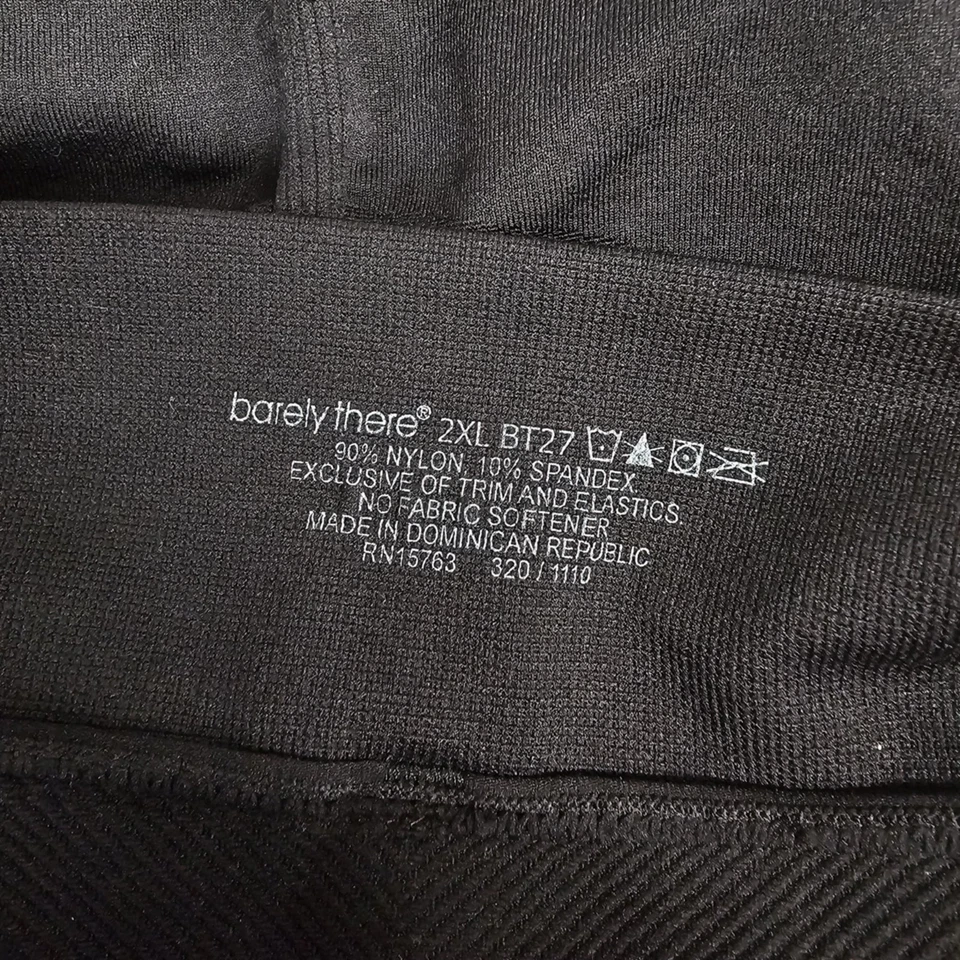 barely there® 2XL BT27
90% NYLON, 10% SPANDEX
EXCLUSIVE OF TRIM AND ELASTICS.
NO FABRIC SOFTENER
MADE IN DOMINICAN REPUBLIC
RN15763 320 / 1110